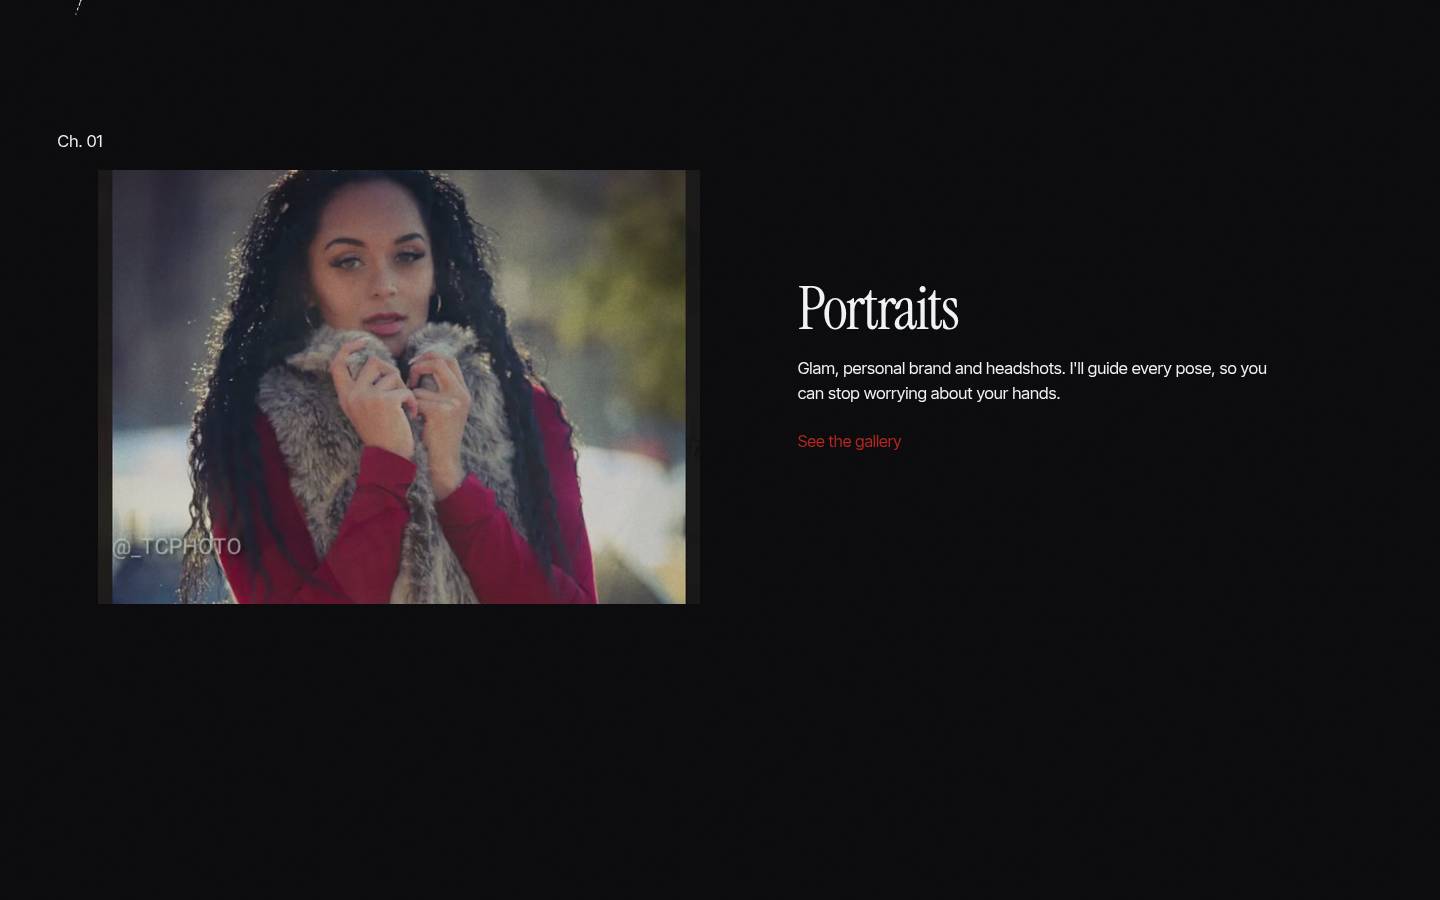 Ch. 01
@_TCPHOTO
Portraits
Glam, personal brand and headshots. I'll guide every pose, so you
can stop worrying about your hands.
See the gallery